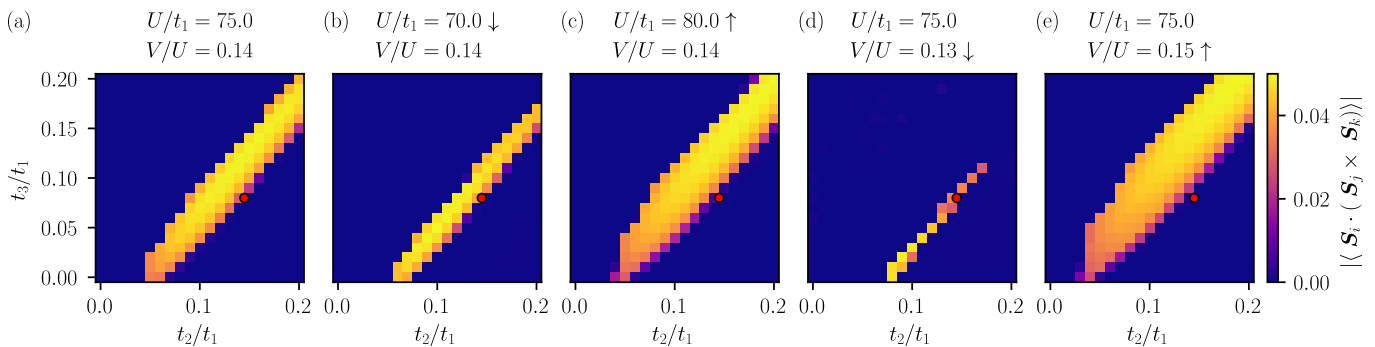 (a) U/t₁ = 75.0 (b) U/t₁ = 70.0 ↓ (c) U/t₁ = 80.0 ↑ (d) U/t₁ = 75.0 (e) U/t₁ = 75.0
V/U = 0.14 V/U = 0.14 V/U = 0.14 V/U = 0.13 ↓ V/U = 0.15 ↑
t₃/t₁
0.20
0.15
0.10
0.05
0.00
0.0 0.1 0.2 0.0 0.1 0.2 0.0 0.1 0.2 0.0 0.1 0.2 0.0 0.1 0.2
t₂/t₁ t₂/t₁ t₂/t₁ t₂/t₁ t₂/t₁
0.04
0.02
0.00
|⟨ S_i · ( S_j × S_k )⟩|